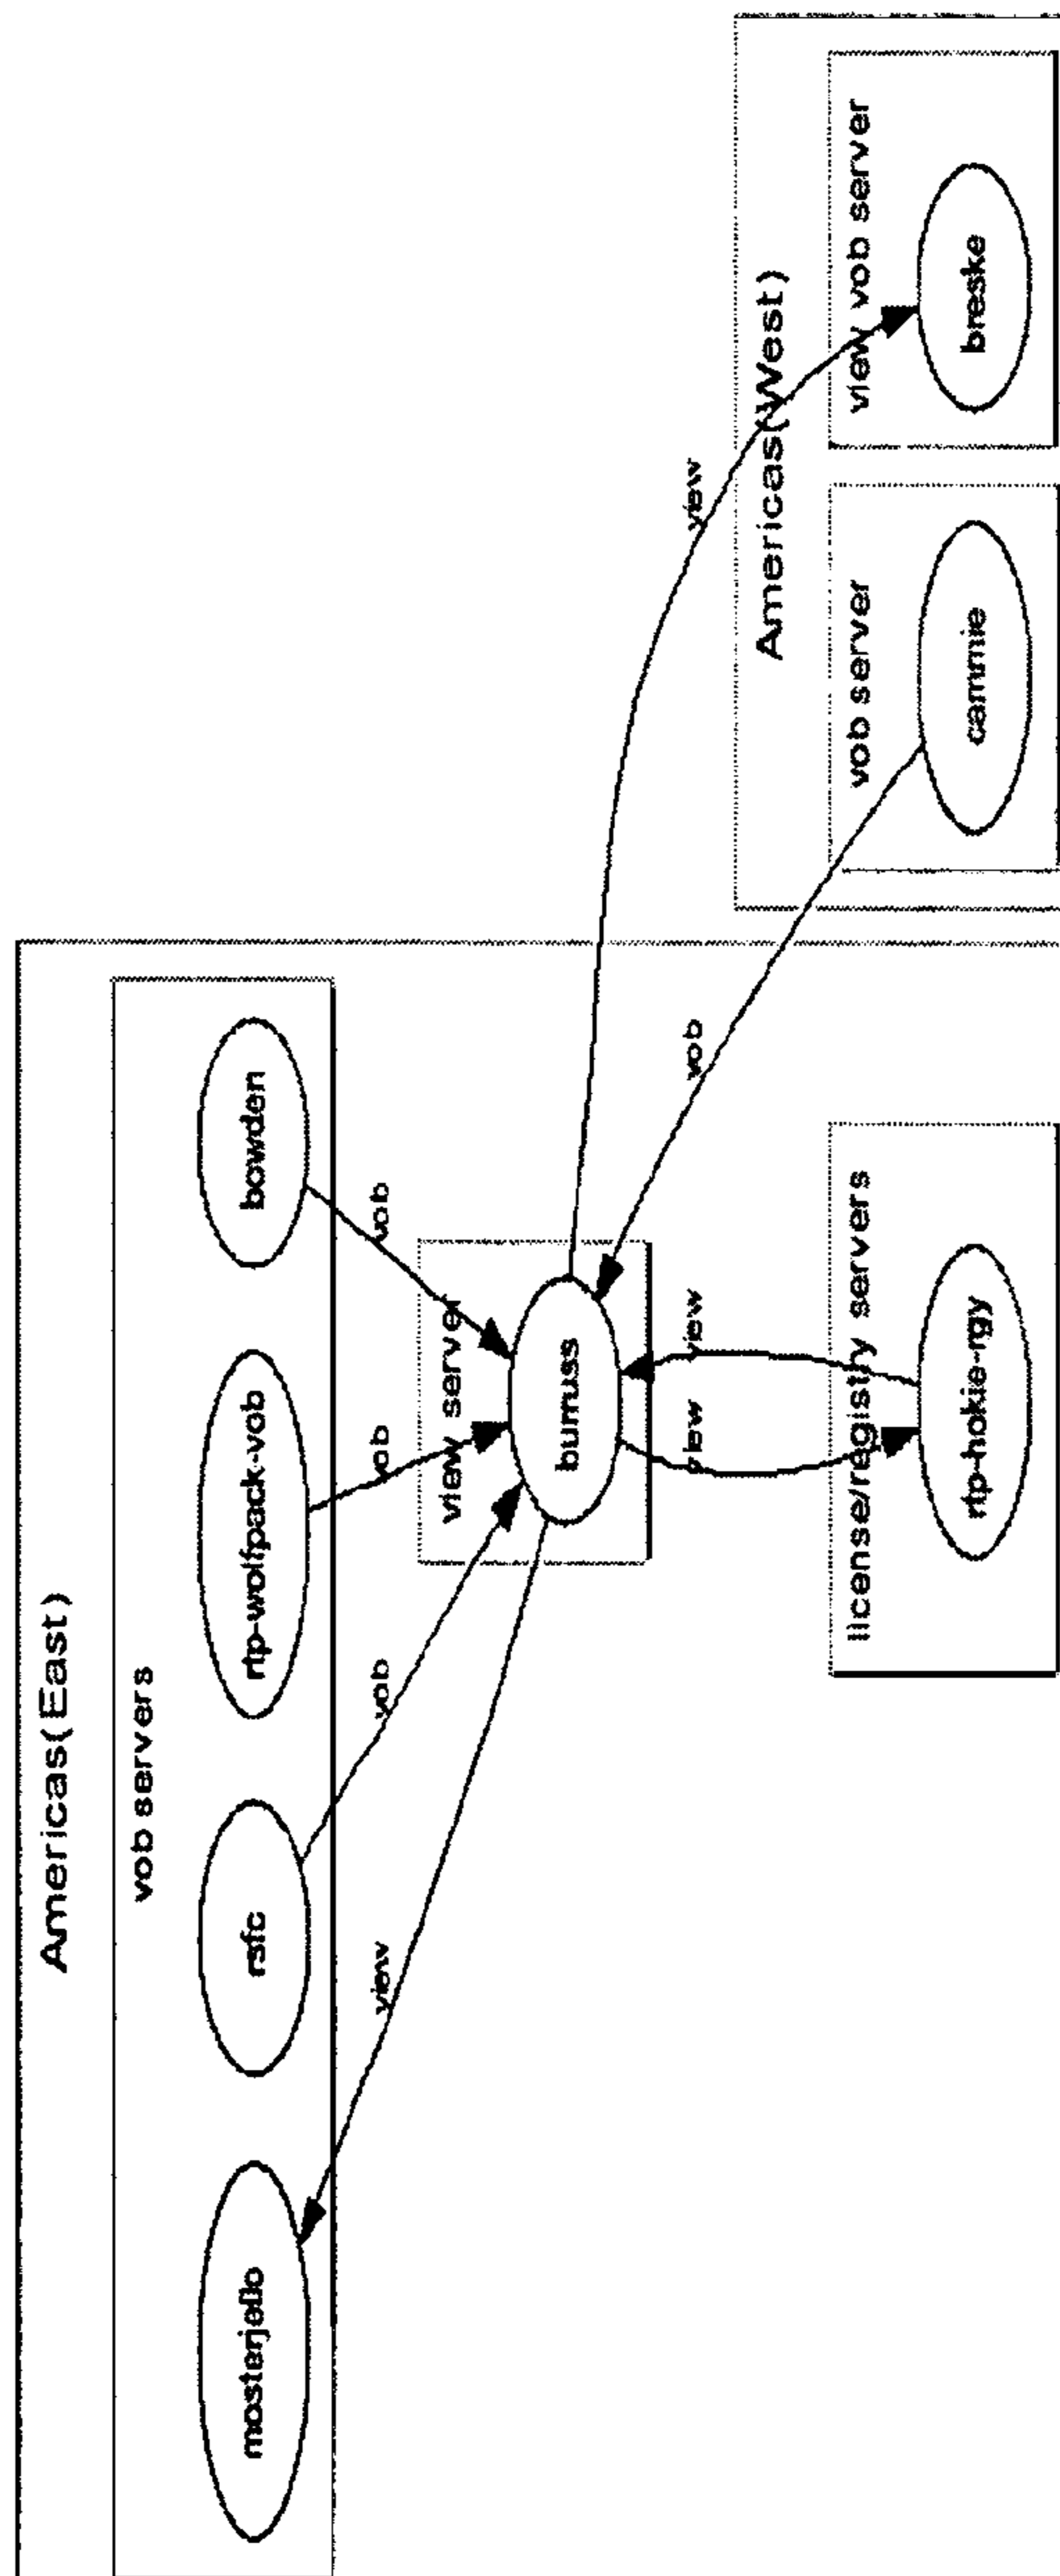 Americas(East)
vob servers
mosterjello
rsfc
rtp-wolfpack-vob
bowden
view
vob
vob
vob
view server
burruss
view
view
vob
view
Americas(West)
license/registry servers
vob server
view vob server
rtp-hokie-rgy
cammie
breske